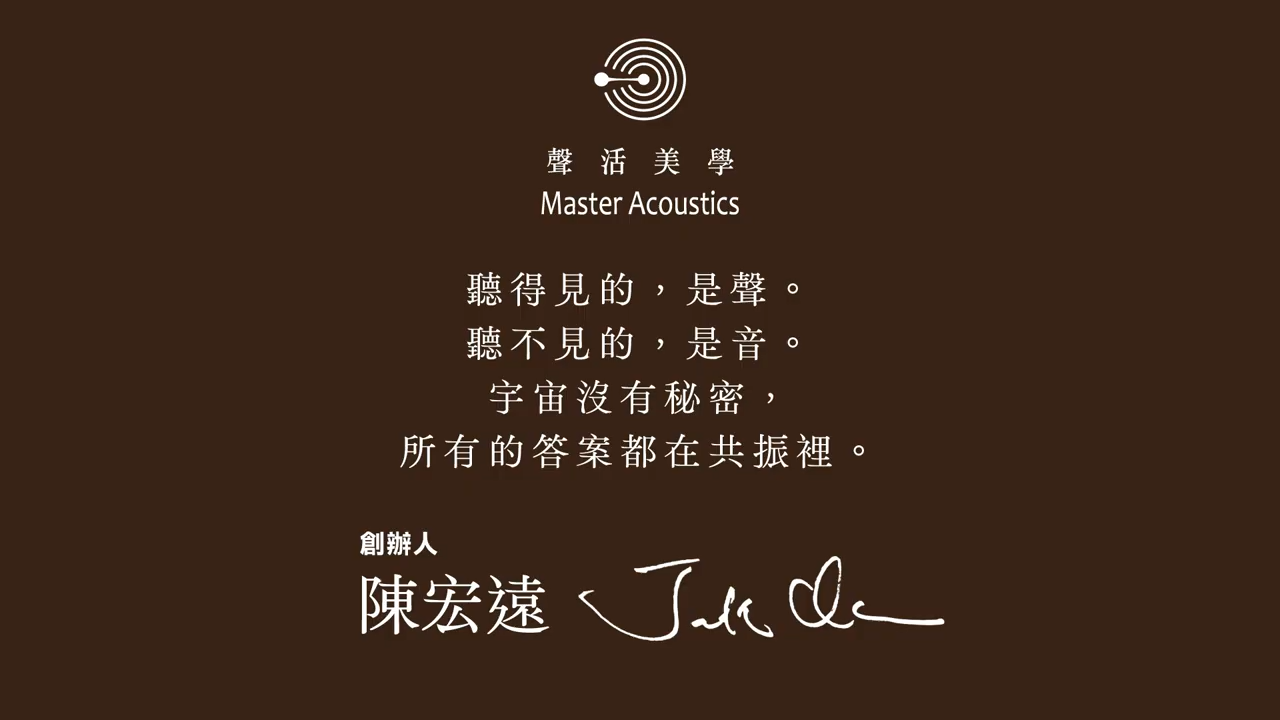 聲活美學
Master Acoustics
聽得見的，是聲。
聽不見的，是音。
宇宙沒有秘密，
所有的答案都在共振裡。
創辦人
陳宏遠